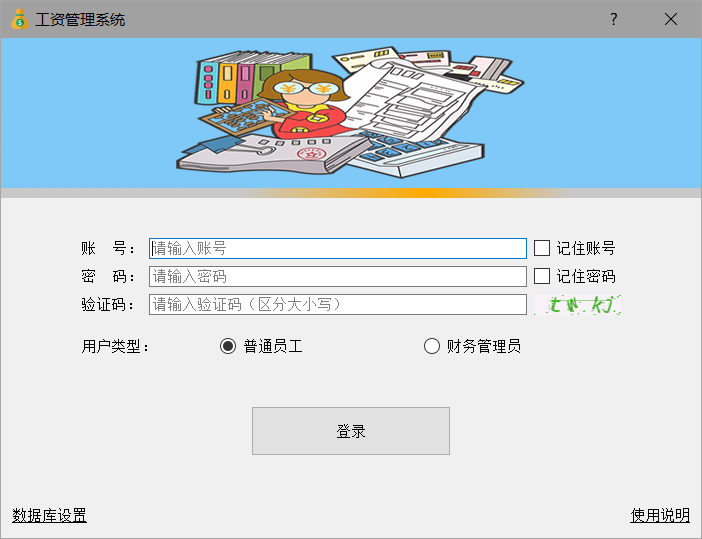 工资管理系统
账 号： 请输入账号 记住账号
密 码： 请输入密码 记住密码
验证码： 请输入验证码（区分大小写）
用户类型： 普通员工 财务管理员
登录
数据库设置 使用说明